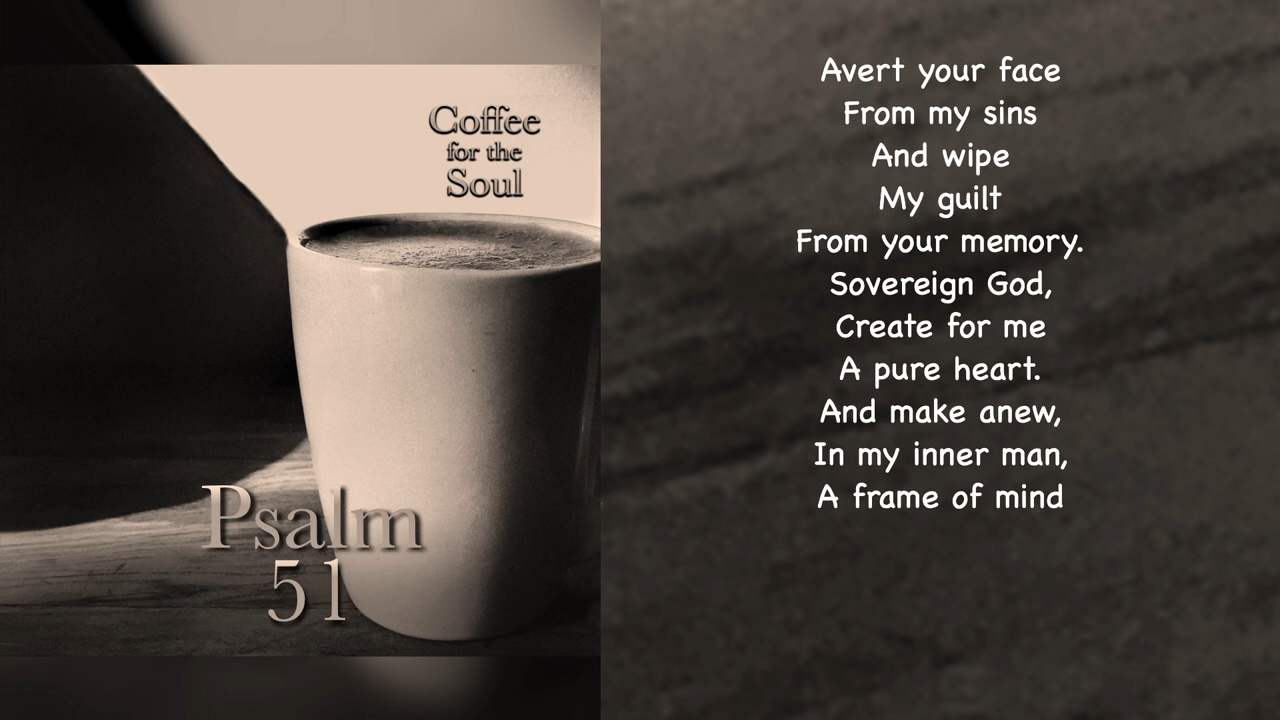 Coffee
for the
Soul
Psalm
51
Avert your face
From my sins
And wipe
My guilt
From your memory.
Sovereign God,
Create for me
A pure heart.
And make anew,
In my inner man,
A frame of mind